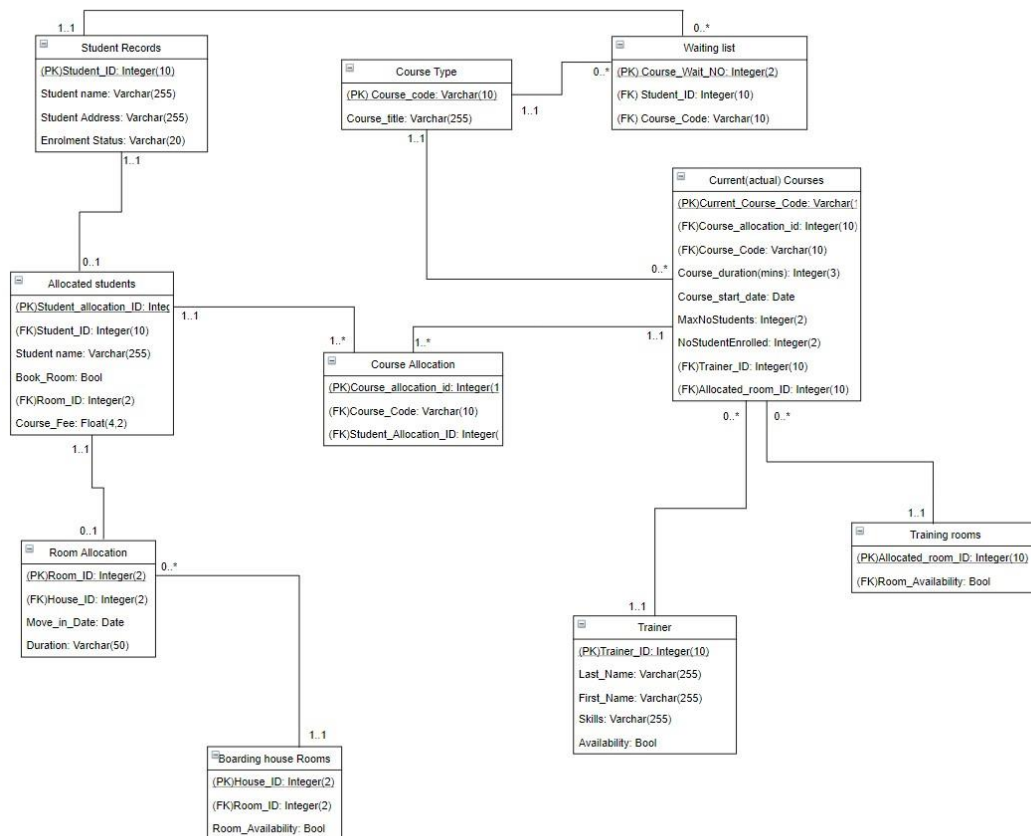 1..1
0..*
Student Records
(PK)Student_ID: Integer(10)
Student name: Varchar(255)
Student Address: Varchar(255)
Enrolment Status: Varchar(20)
1..1
Course Type
(PK) Course_code: Varchar(10)
Course_title: Varchar(255)
1..1
1..1
0..*
Waiting list
(PK) Course_Wait_NO: Integer(2)
(FK) Student_ID: Integer(10)
(FK) Course_Code: Varchar(10)
Current(actual) Courses
(PK)Current_Course_Code: Varchar(1
(FK)Course_allocation_id: Integer(10)
(FK)Course_Code: Varchar(10)
Course_duration(mins): Integer(3)
Course_start_date: Date
MaxNoStudents: Integer(2)
NoStudentEnrolled: Integer(2)
(FK)Trainer_ID: Integer(10)
(FK)Allocated_room_ID: Integer(10)
0..*
1..1
0..*
0..*
0..1
Allocated students
(PK)Student_allocation_ID: Integ
(FK)Student_ID: Integer(10)
Student name: Varchar(255)
Book_Room: Bool
(FK)Room_ID: Integer(2)
Course_Fee: Float(4,2)
1..1
1..1
1..*
1..*
Course Allocation
(PK)Course_allocation_id: Integer(1
(FK)Course_Code: Varchar(10)
(FK)Student_Allocation_ID: Integer(
0..1
Room Allocation
(PK)Room_ID: Integer(2)
(FK)House_ID: Integer(2)
Move_in_Date: Date
Duration: Varchar(50)
0..*
1..1
Training rooms
(PK)Allocated_room_ID: Integer(10)
(FK)Room_Availability: Bool
1..1
Trainer
(PK)Trainer_ID: Integer(10)
Last_Name: Varchar(255)
First_Name: Varchar(255)
Skills: Varchar(255)
Availability: Bool
1..1
Boarding house Rooms
(PK)House_ID: Integer(2)
(FK)Room_ID: Integer(2)
Room_Availability: Bool